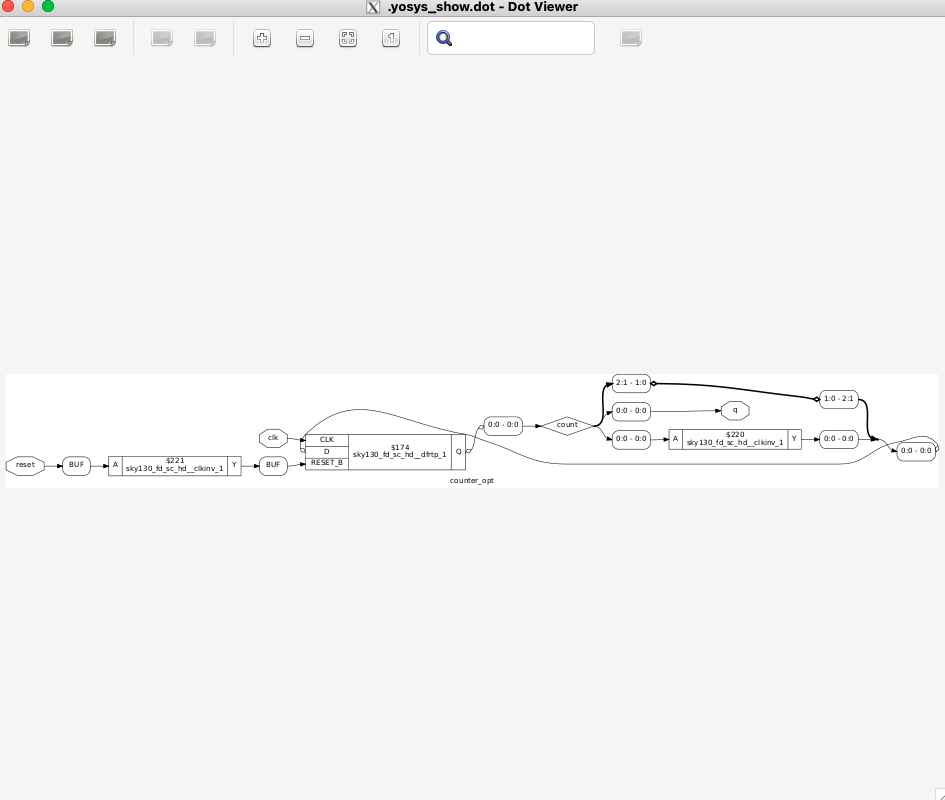 .yosys_show.dot - Dot Viewer
1
2:1 - 1:0
1:0 - 2:1
0:0 - 0:0
q
0:0 - 0:0
count
clk
CLK
D
RESET_B
$174
sky130_fd_sc_hd__dfrtp_1
Q
0:0 - 0:0
A
$220
sky130_fd_sc_hd__clkinv_1
Y
0:0 - 0:0
0:0 - 0:0
reset
BUF
A
$221
sky130_fd_sc_hd__clkinv_1
Y
BUF
counter_opt